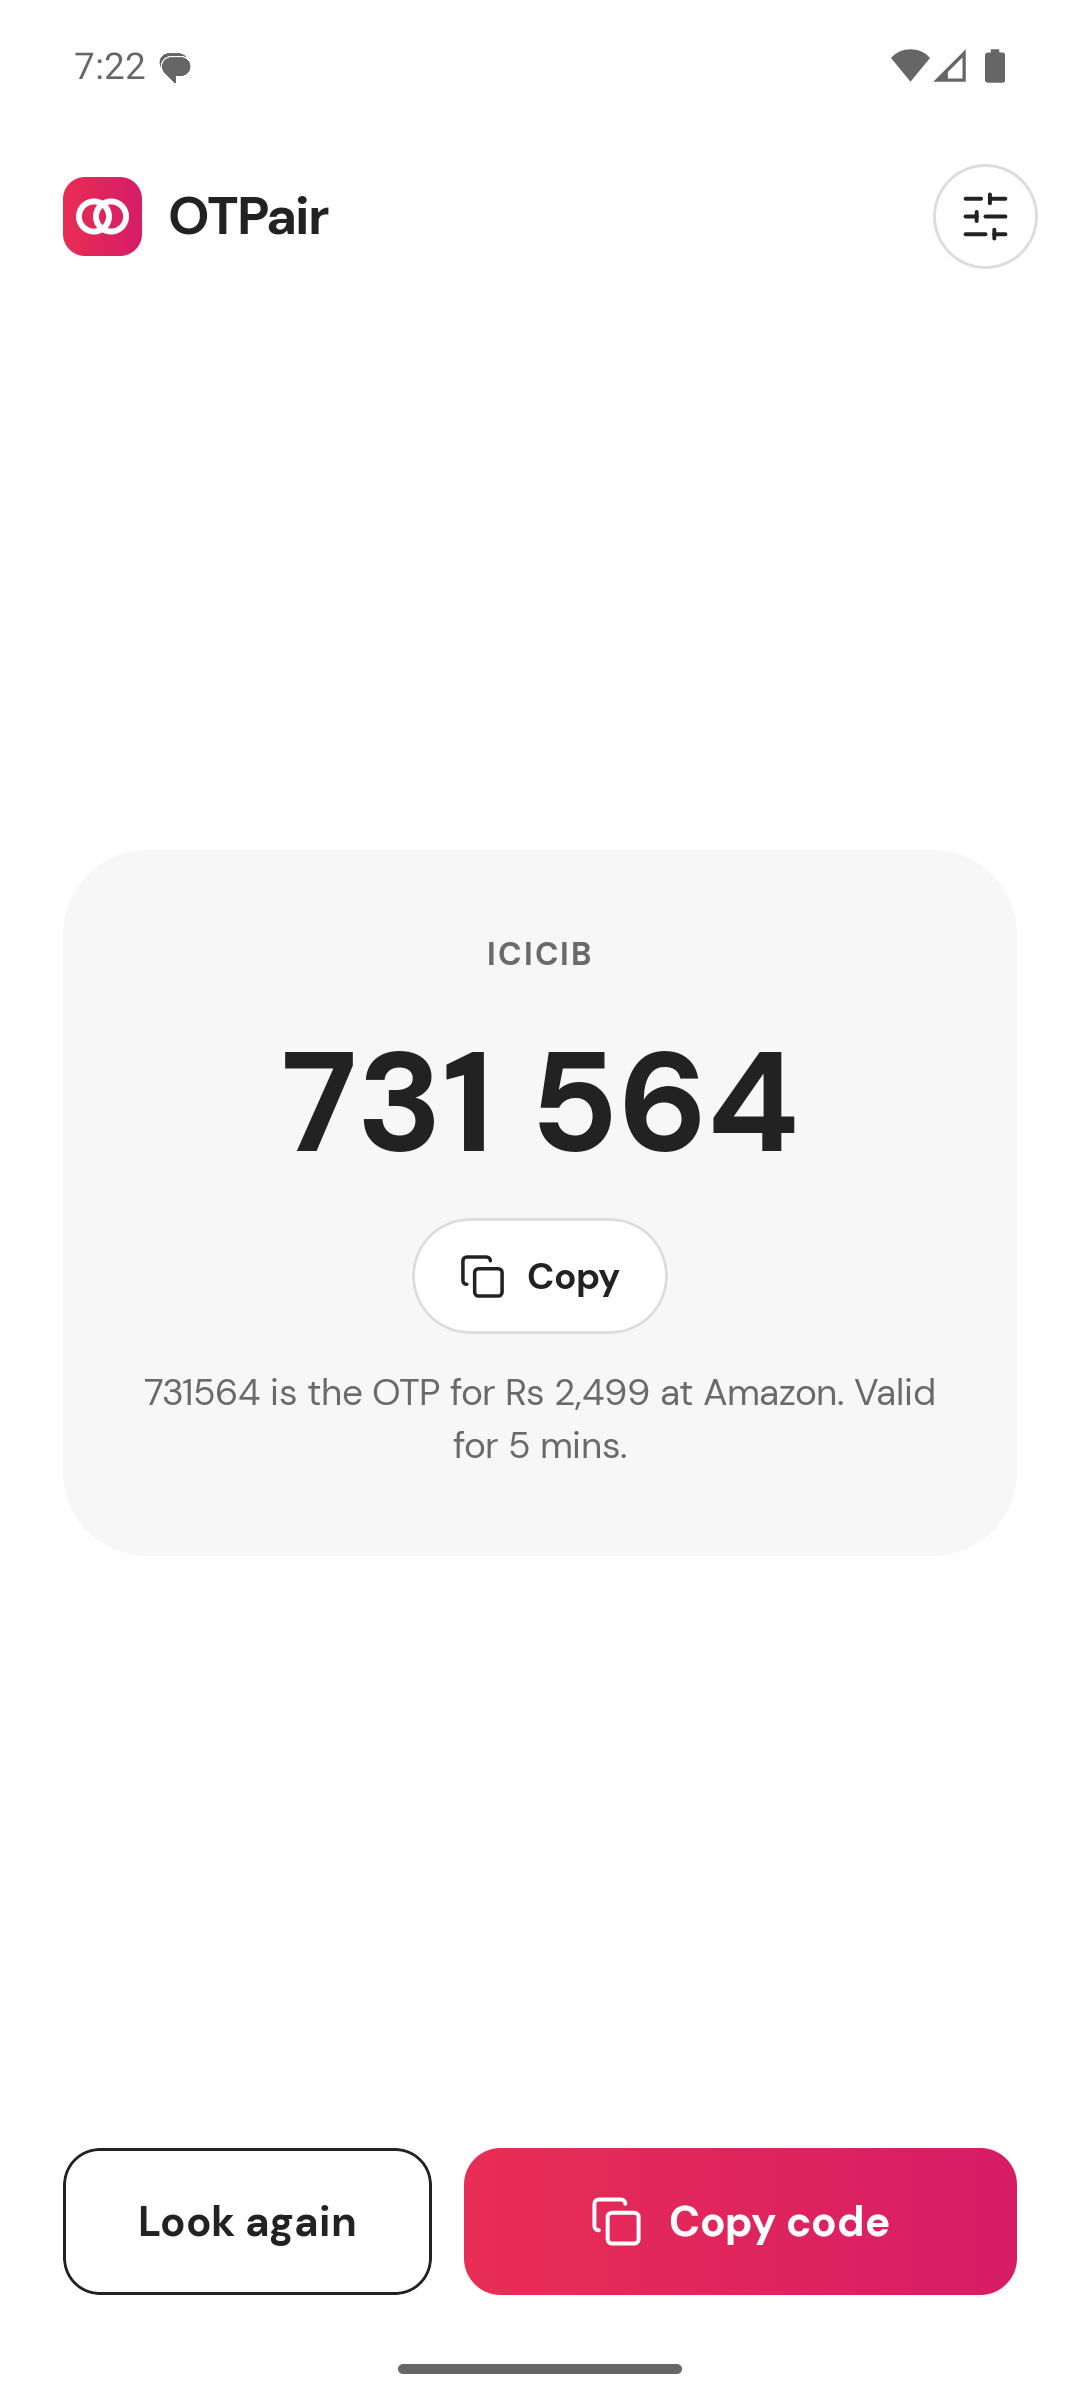 7:22
OTPair
ICICIB
731 564
Copy
731564 is the OTP for Rs 2,499 at Amazon. Valid
for 5 mins.
Look again
Copy code